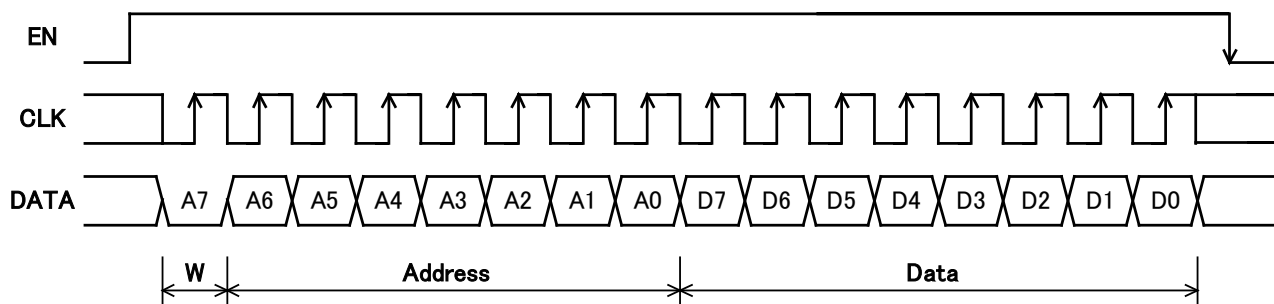 EN
CLK
DATA A7 A6 A5 A4 A3 A2 A1 A0 D7 D6 D5 D4 D3 D2 D1 D0
W Address Data